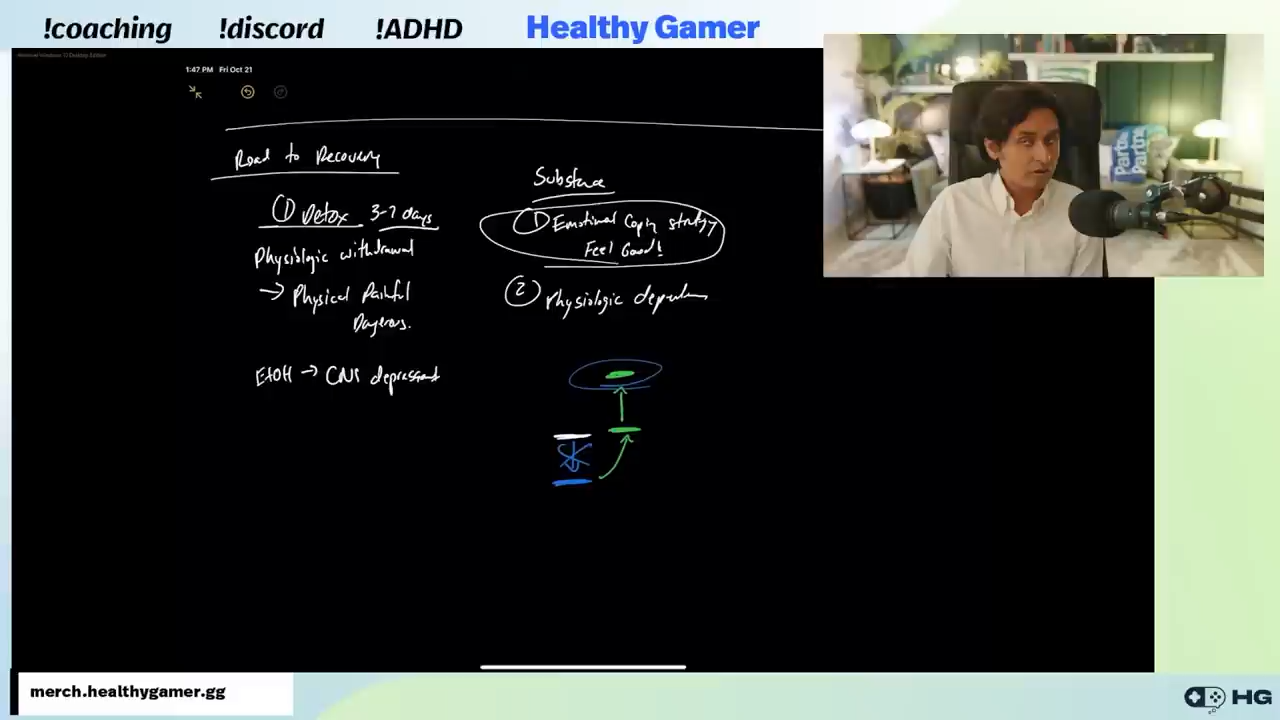 !coaching !discord !ADHD Healthy Gamer
1:47 PM Fri Oct 21
Road to Recovery
① Detox 3-7 days
Physiologic withdrawal
→ Physical Painful
Dangerous.
EtOH → CNS depressant
Substance
① Emotional Coping strategy
Feel Good!
② Physiologic dependence
merch.healthygamer.gg
HG